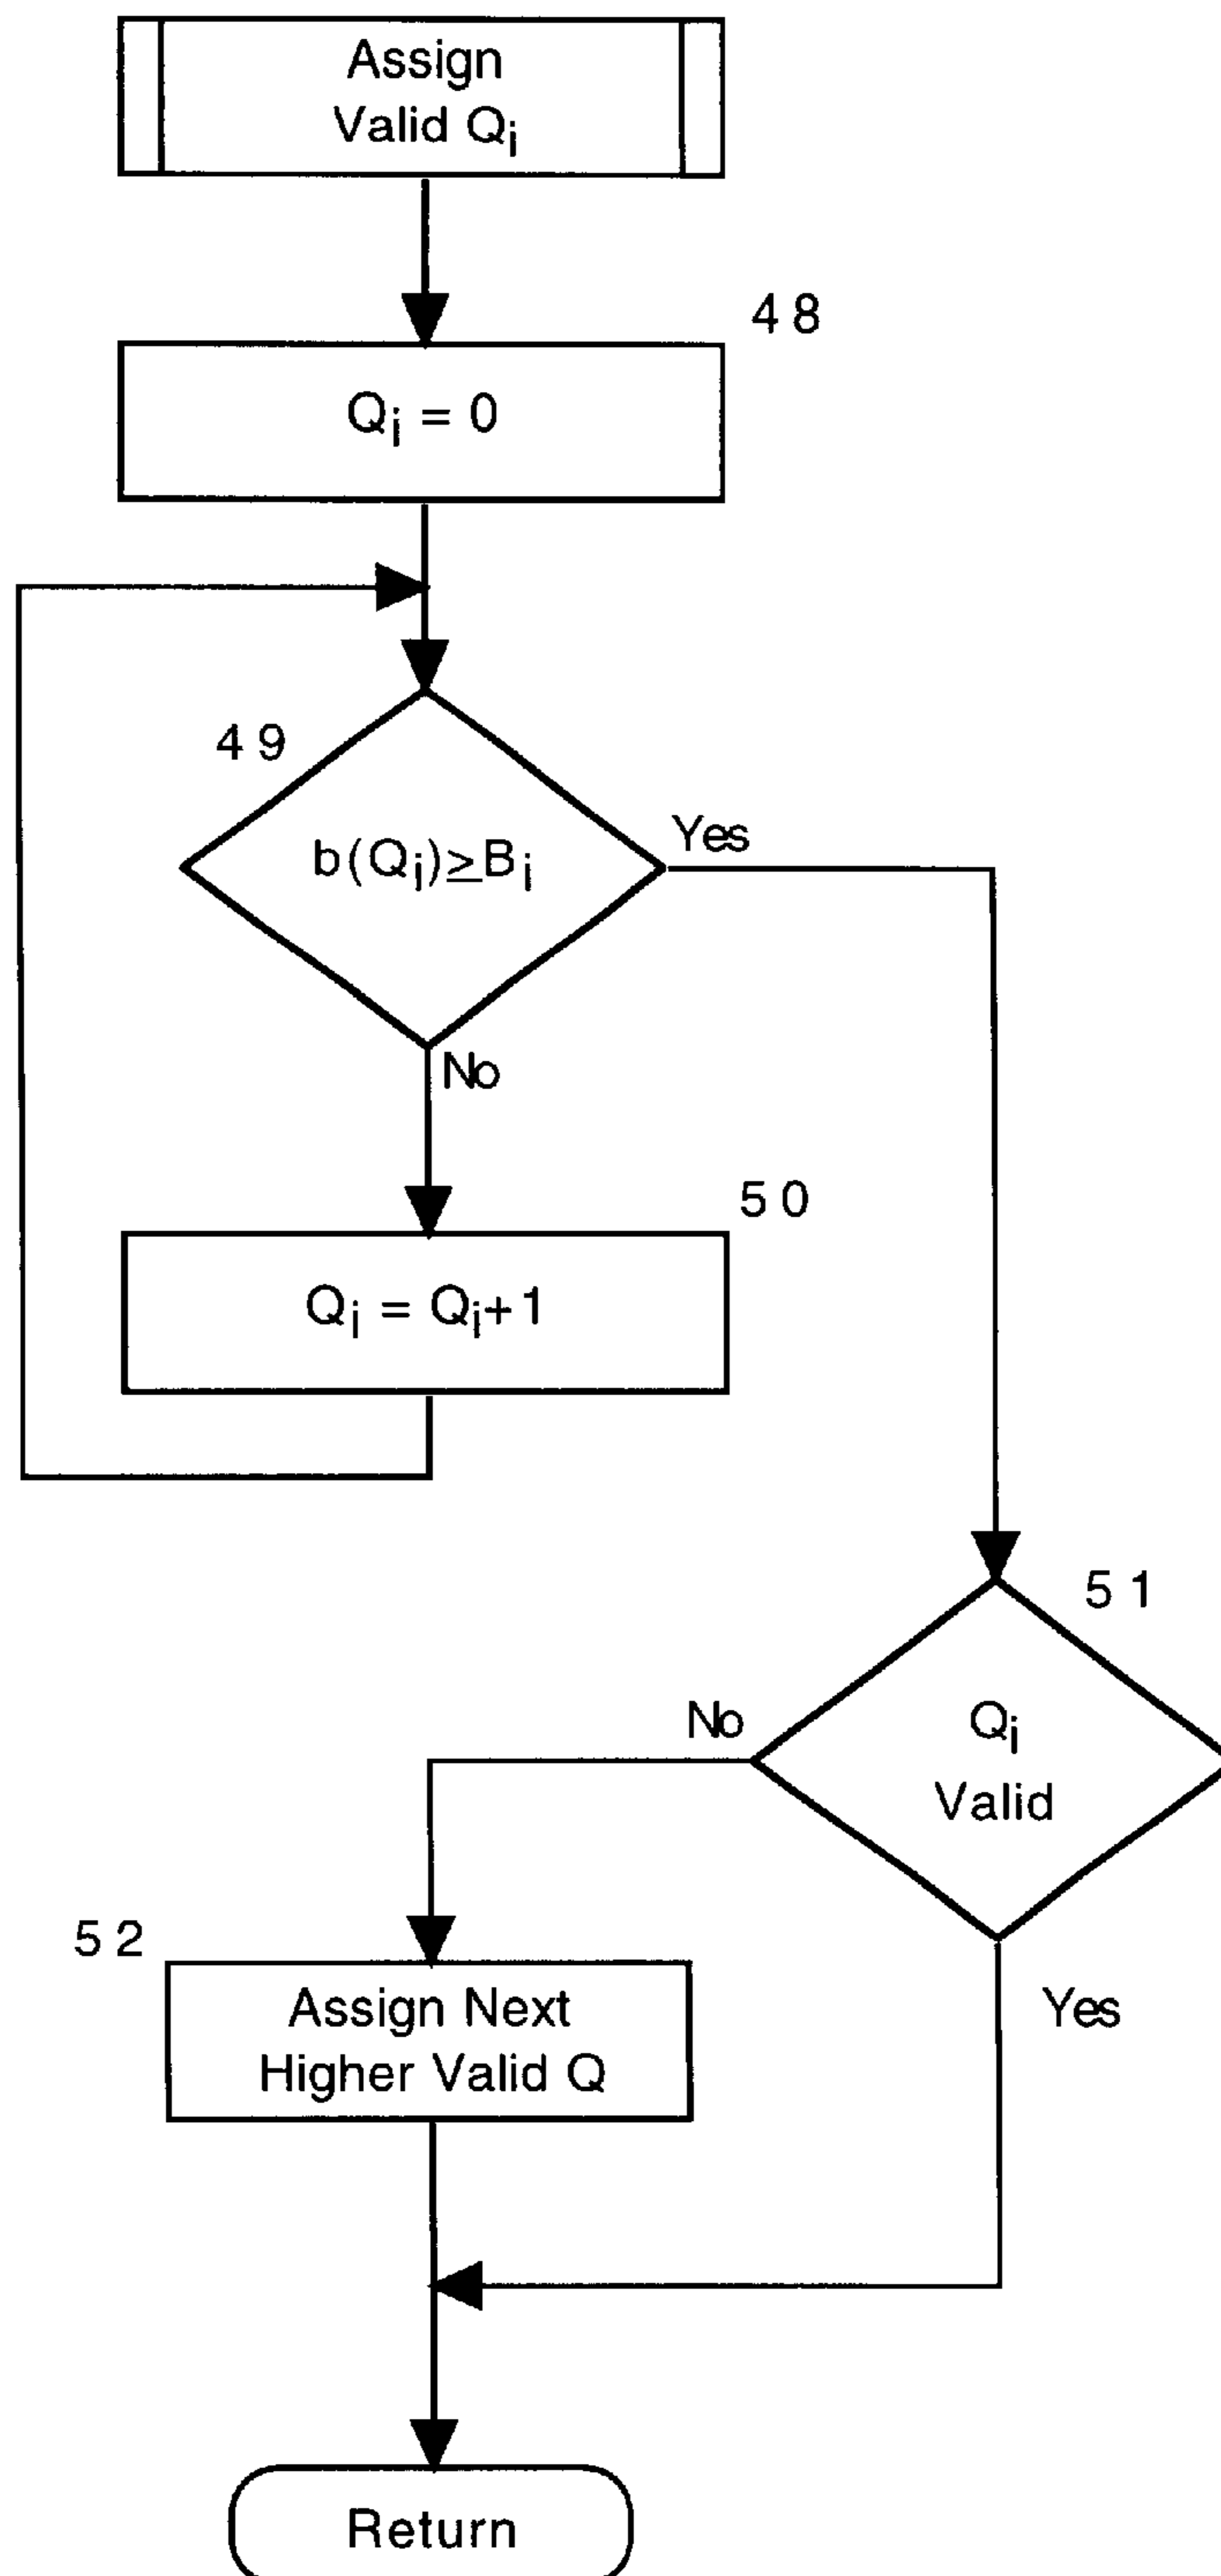 Assign
Valid Qi
48
Qi = 0
49
b(Qi)≥Bi
Yes
No
50
Qi = Qi+1
51
Qi
Valid
No
Yes
52
Assign Next
Higher Valid Q
Return